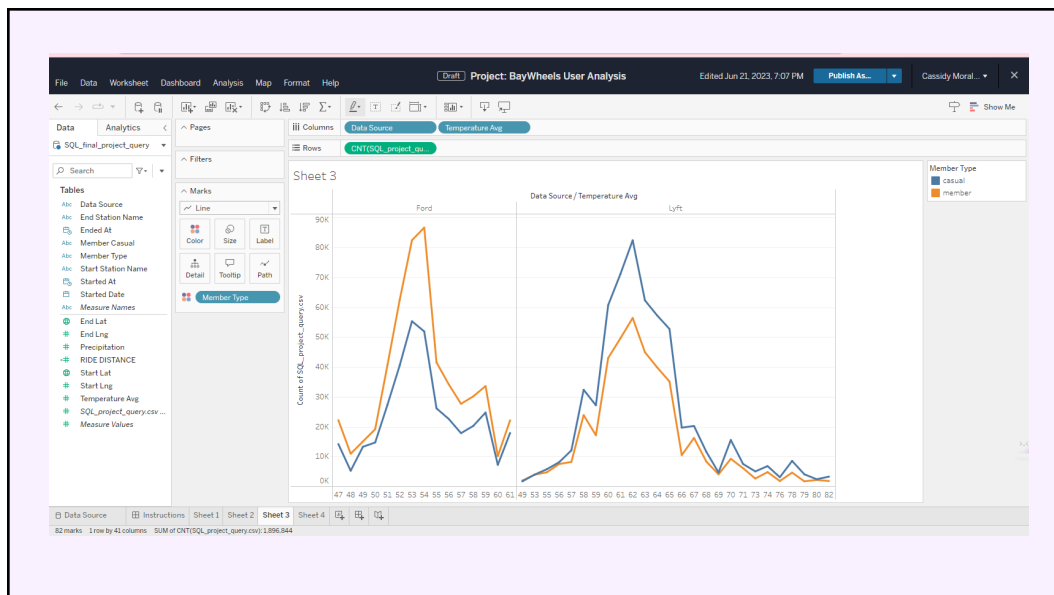 Draft Project: BayWheels User Analysis
Edited Jun 21, 2023, 7:07 PM
Publish As...
Cassidy Moral...
File Data Worksheet Dashboard Analysis Map Format Help
Show Me
Data Analytics
SQL_final_project_query
Search
Tables
Abc Data Source
Abc End Station Name
Ended At
Abc Member Casual
Abc Member Type
Abc Start Station Name
Started At
Started Date
Abc Measure Names
End Lat
End Lng
Precipitation
RIDE DISTANCE
Start Lat
Start Lng
Temperature Avg
SQL_project_query.csv ...
Measure Values
Pages
Filters
Marks
Line
Color Size Label
Detail Tooltip Path
Member Type
Columns Data Source Temperature Avg
Rows CNT(SQL_project_qu...
Sheet 3
Data Source / Temperature Avg
Ford Lyft
Count of SQL_project_query.csv
90K
80K
70K
60K
50K
40K
30K
20K
10K
0K
47 48 49 50 51 52 53 54 55 56 57 58 59 60 61 49 53 55 56 57 58 59 60 61 62 63 64 65 66 67 68 69 70 71 73 74 76 78 79 80 82
Member Type
casual
member
Data Source Instructions Sheet 1 Sheet 2 Sheet 3 Sheet 4
82 marks 1 row by 41 columns SUM of CNT(SQL_project_query.csv): 1,896,844